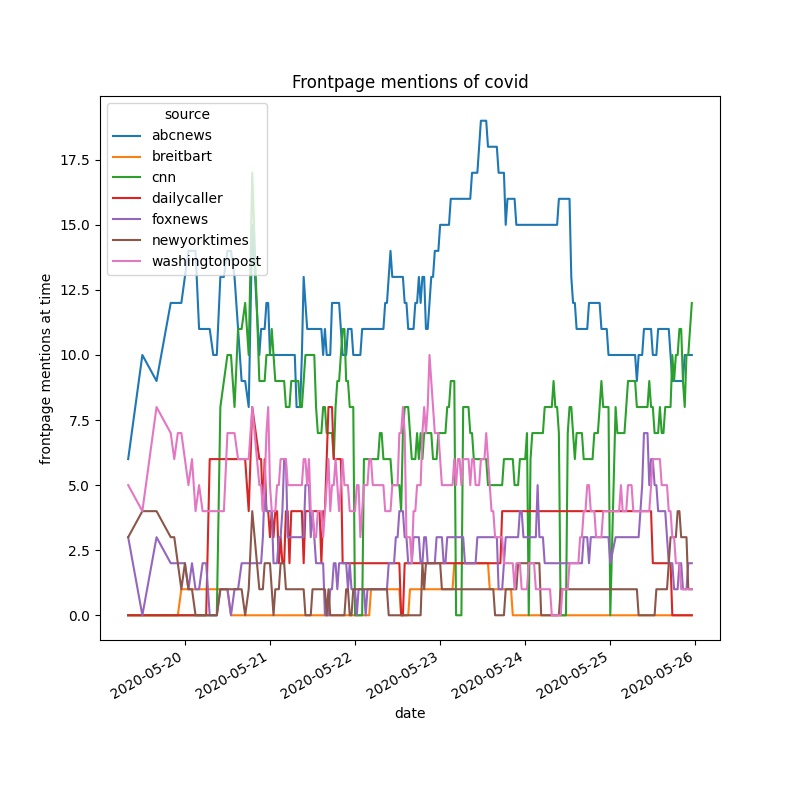 Frontpage mentions of covid
source
abcnews
breitbart
cnn
dailycaller
foxnews
newyorktimes
washingtonpost
frontpage mentions at time
17.5
15.0
12.5
10.0
7.5
5.0
2.5
0.0
2020-05-20
2020-05-21
2020-05-22
2020-05-23
2020-05-24
2020-05-25
2020-05-26
date